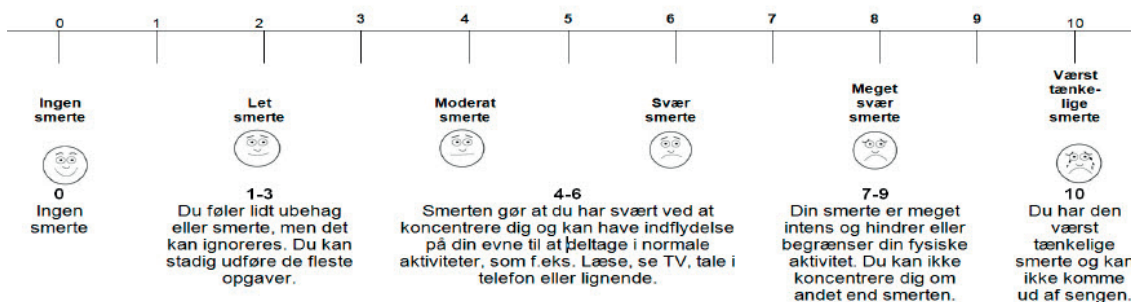 0 1 2 3 4 5 6 7 8 9 10
Ingen
smerte
Let
smerte
Moderat
smerte
Svær
smerte
Meget
svær
smerte
Værst
tænke-
lige
smerte
0
Ingen
smerte
1-3
Du føler lidt ubehag
eller smerte, men det
kan ignoreres. Du kan
stadig udføre de fleste
opgaver.
4-6
Smerten gør at du har svært ved at
koncentrere dig og kan have indflydelse
på din evne til at deltage i normale
aktiviteter, som f.eks. Læse, se TV, tale i
telefon eller lignende.
7-9
Din smerte er meget
intens og hindrer eller
begrænser din fysiske
aktivitet. Du kan ikke
koncentrere dig om
andet end smerten.
10
Du har den
værst
tænkelige
smerte og kan
ikke komme
ud af sengen.